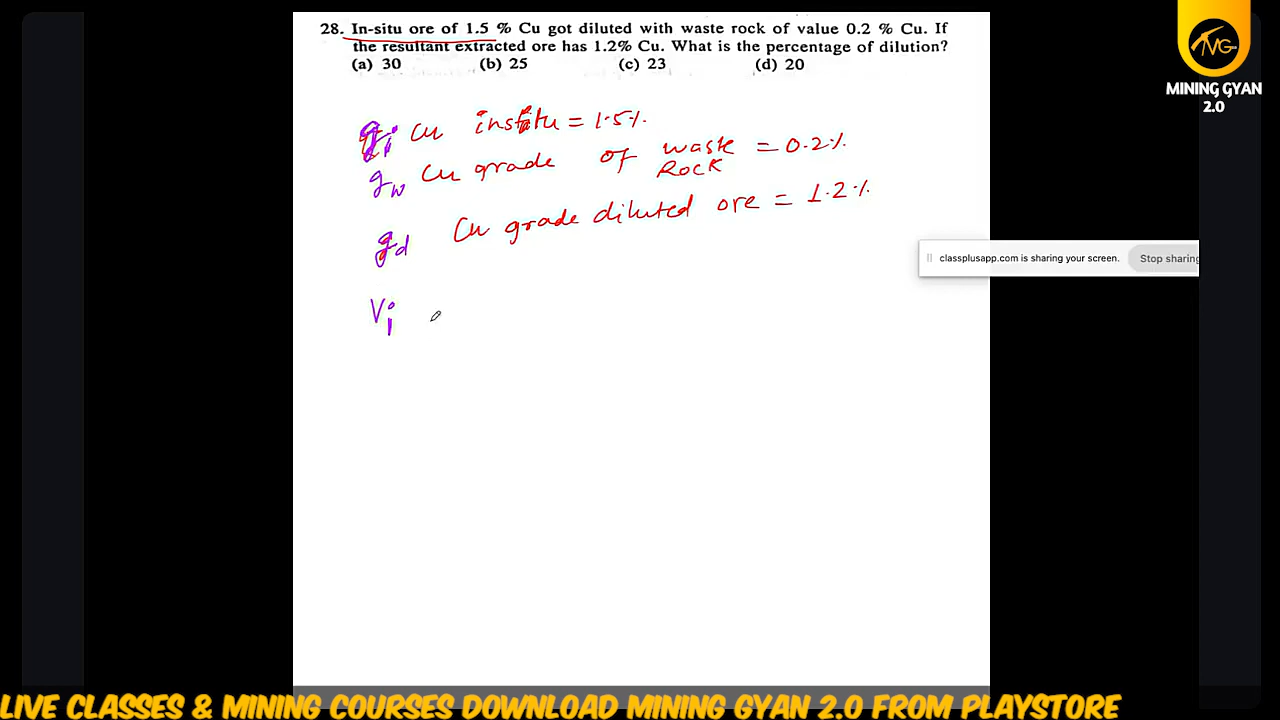 28. In-situ ore of 1.5 % Cu got diluted with waste rock of value 0.2 % Cu. If
the resultant extracted ore has 1.2% Cu. What is the percentage of dilution?
(a) 30 (b) 25 (c) 23 (d) 20
TVG
MINING GYAN
2.0
gi Cu insitu = 1.5%
gw Cu grade of waste Rock = 0.2%
gd Cu grade diluted ore = 1.2%
classplusapp.com is sharing your screen. Stop sharing
Vi
LIVE CLASSES & MINING COURSES DOWNLOAD MINING GYAN 2.0 FROM PLAYSTORE